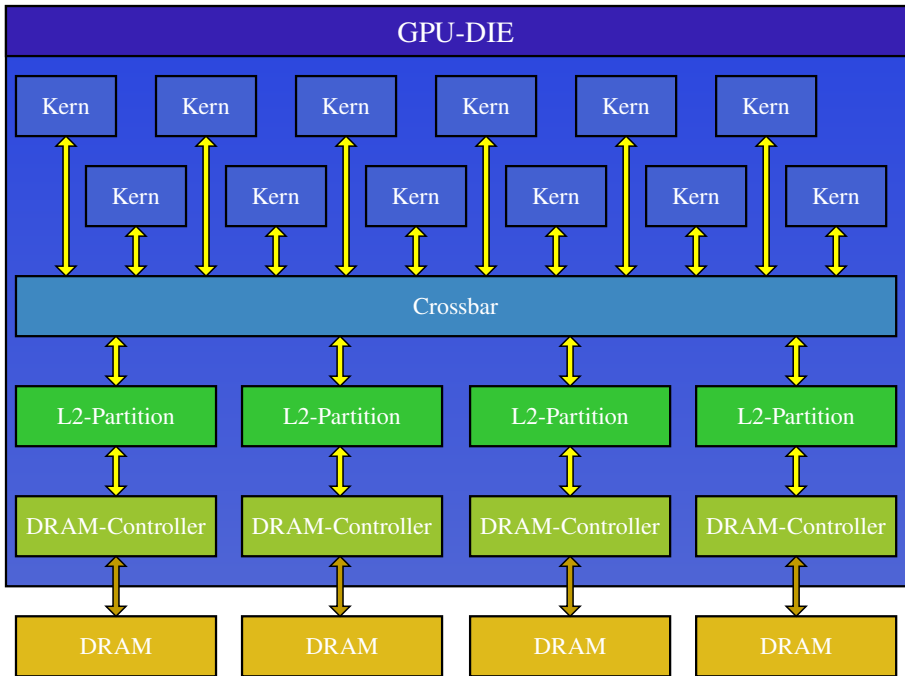 GPU-DIE
Kern Kern Kern Kern Kern Kern
Kern Kern Kern Kern Kern Kern
Crossbar
L2-Partition L2-Partition L2-Partition L2-Partition
DRAM-Controller DRAM-Controller DRAM-Controller DRAM-Controller
DRAM DRAM DRAM DRAM